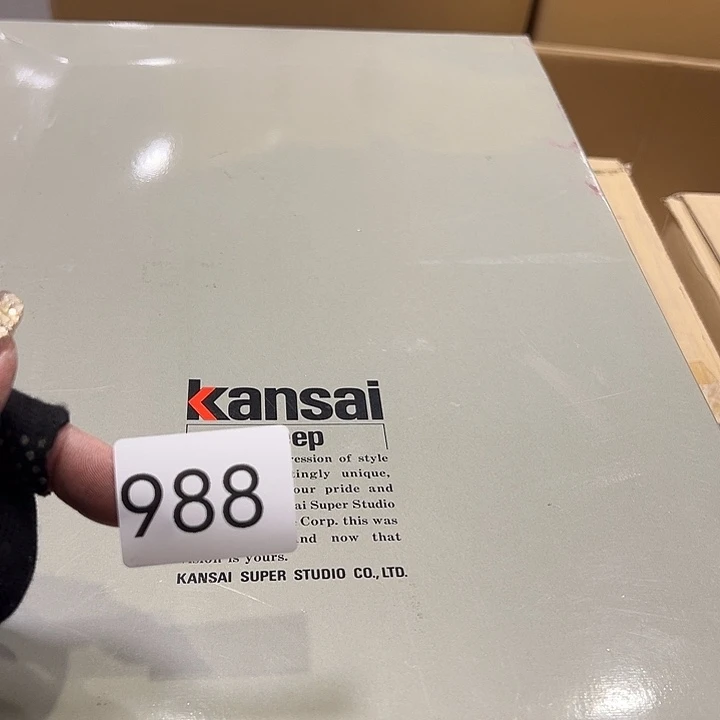 kansai
ep
ression of style
ingly unique,
our pride and
ai Super Studio
Corp. this was
nd now that
vision is yours.
KANSAI SUPER STUDIO CO., LTD.
988